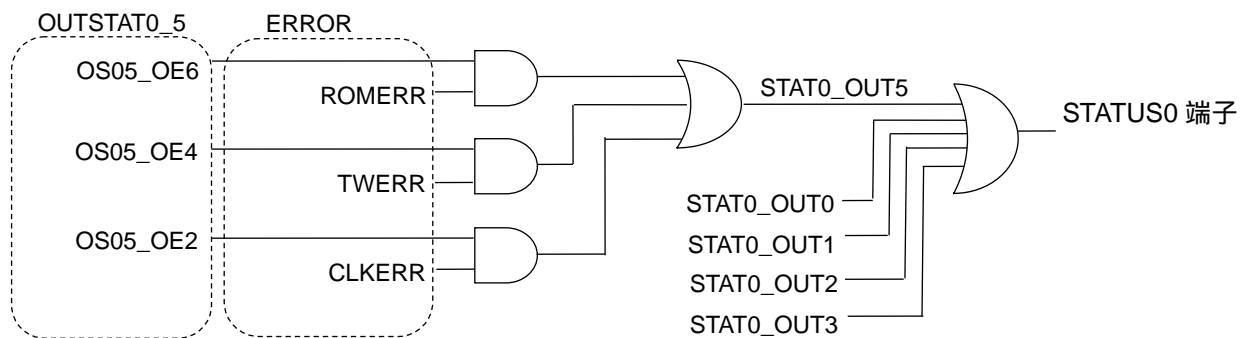 OUTSTAT0_5
ERROR
OS05_OE6
ROMERR
STAT0_OUT5
STATUS0 端子
OS05_OE4
TWERR
STAT0_OUT0
OS05_OE2
STAT0_OUT1
CLKERR
STAT0_OUT2
STAT0_OUT3